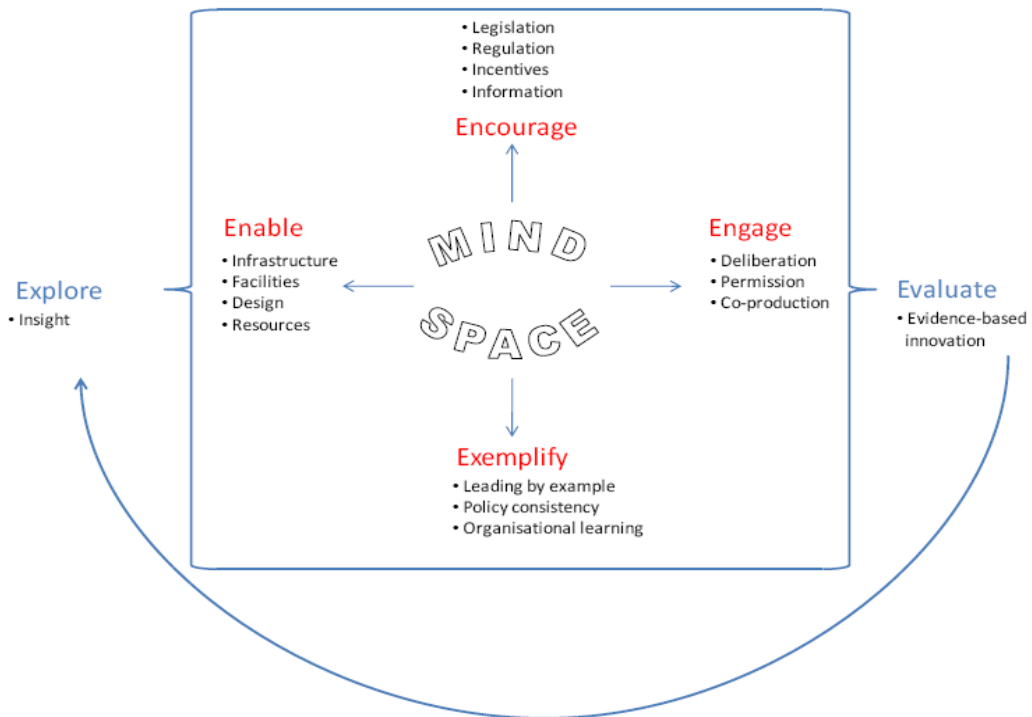 • Legislation
• Regulation
• Incentives
• Information
Encourage
Enable
• Infrastructure
• Facilities
• Design
• Resources
MIND
SPACE
Engage
• Deliberation
• Permission
• Co-production
Explore
• Insight
Evaluate
• Evidence-based
innovation
Exemplify
• Leading by example
• Policy consistency
• Organisational learning